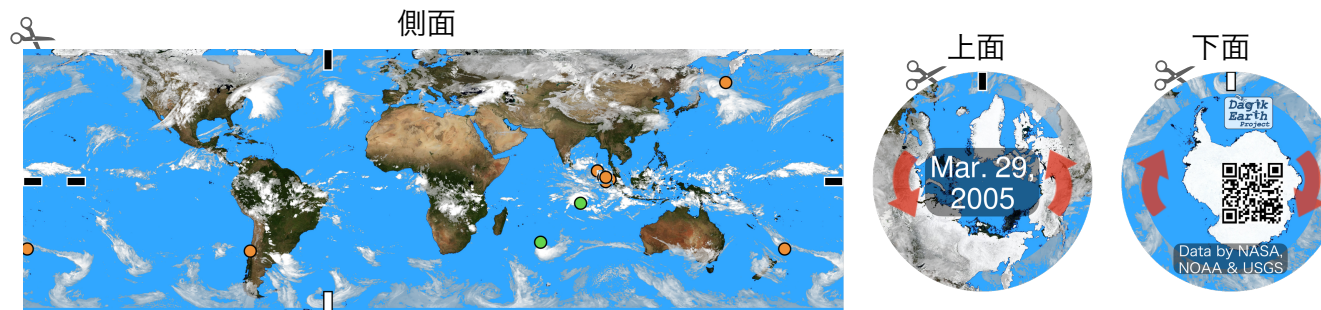 側面
上面
下面
Mar. 29,
2005
Dagik
Earth
Project
Data by NASA,
NOAA & USGS